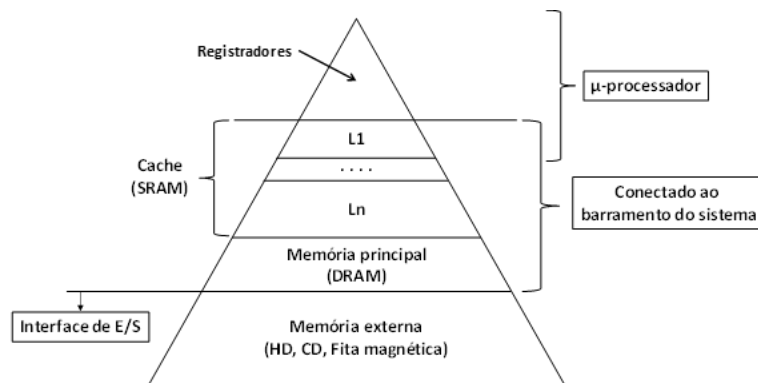 Registradores
µ-processador
L1
Cache
(SRAM)
....
Ln
Conectado ao
barramento do sistema
Memória principal
(DRAM)
Interface de E/S
Memória externa
(HD, CD, Fita magnética)